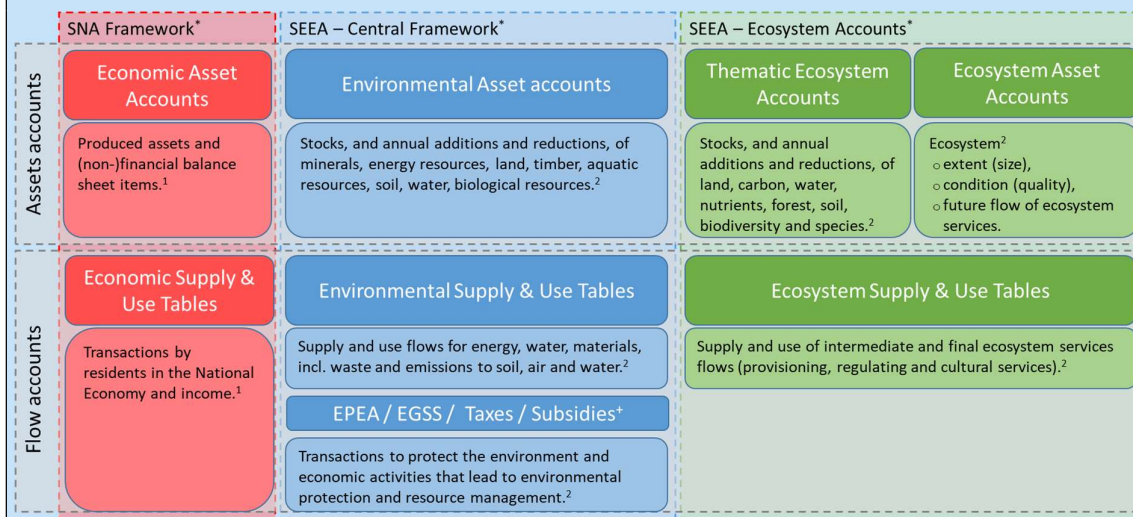 SNA Framework*
SEEA – Central Framework*
SEEA – Ecosystem Accounts*
Assets accounts
Economic Asset
Accounts
Produced assets and
(non-)financial balance
sheet items.¹
Environmental Asset accounts
Stocks, and annual additions and reductions, of
minerals, energy resources, land, timber, aquatic
resources, soil, water, biological resources.²
Thematic Ecosystem
Accounts
Stocks, and annual
additions and reductions, of
land, carbon, water,
nutrients, forest, soil,
biodiversity and species.²
Ecosystem Asset
Accounts
Ecosystem²
o extent (size),
o condition (quality),
o future flow of ecosystem
services.
Flow accounts
Economic Supply &
Use Tables
Transactions by
residents in the National
Economy and income.¹
Environmental Supply & Use Tables
Supply and use flows for energy, water, materials,
incl. waste and emissions to soil, air and water.²
EPEA / EGSS / Taxes / Subsidies⁺
Transactions to protect the environment and
economic activities that lead to environmental
protection and resource management.²
Ecosystem Supply & Use Tables
Supply and use of intermediate and final ecosystem services
flows (provisioning, regulating and cultural services).²